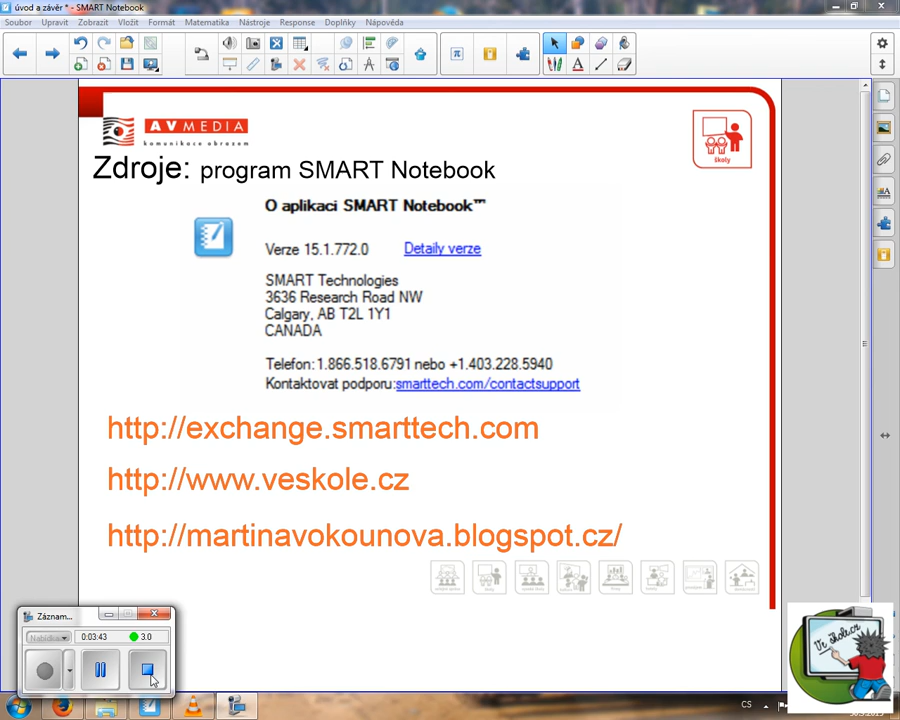 úvod a závěr * - SMART Notebook
Soubor Upravit Zobrazit Vložit Formát Matematika Nástroje Response Doplňky Nápovéda
AV MEDIA
komunikace obrazem
školy
Zdroje: program SMART Notebook
O aplikaci SMART Notebook™
Verze 15.1.772.0 Detaily verze
SMART Technologies
3636 Research Road NW
Calgary, AB T2L 1Y1
CANADA
Telefon: 1.866.518.6791 nebo +1.403.228.5940
Kontaktovat podporu: smarttech.com/contactsupport
http://exchange.smarttech.com
http://www.veskole.cz
http://martinavokounova.blogspot.cz/
Záznam...
Nabídka 0:03:43 3.0
Ve škole.cz
CS